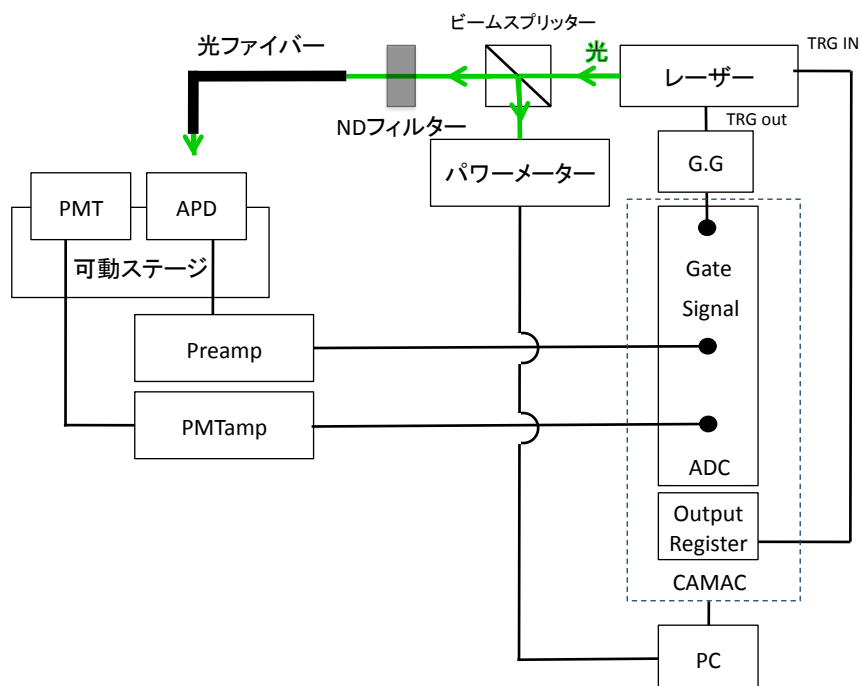 ビームスプリッター
光ファイバー
光
レーザー
TRG IN
TRG out
NDフィルター
パワーメーター
G.G
PMT
APD
可動ステージ
Gate
Signal
Preamp
PMTamp
ADC
Output
Register
CAMAC
PC